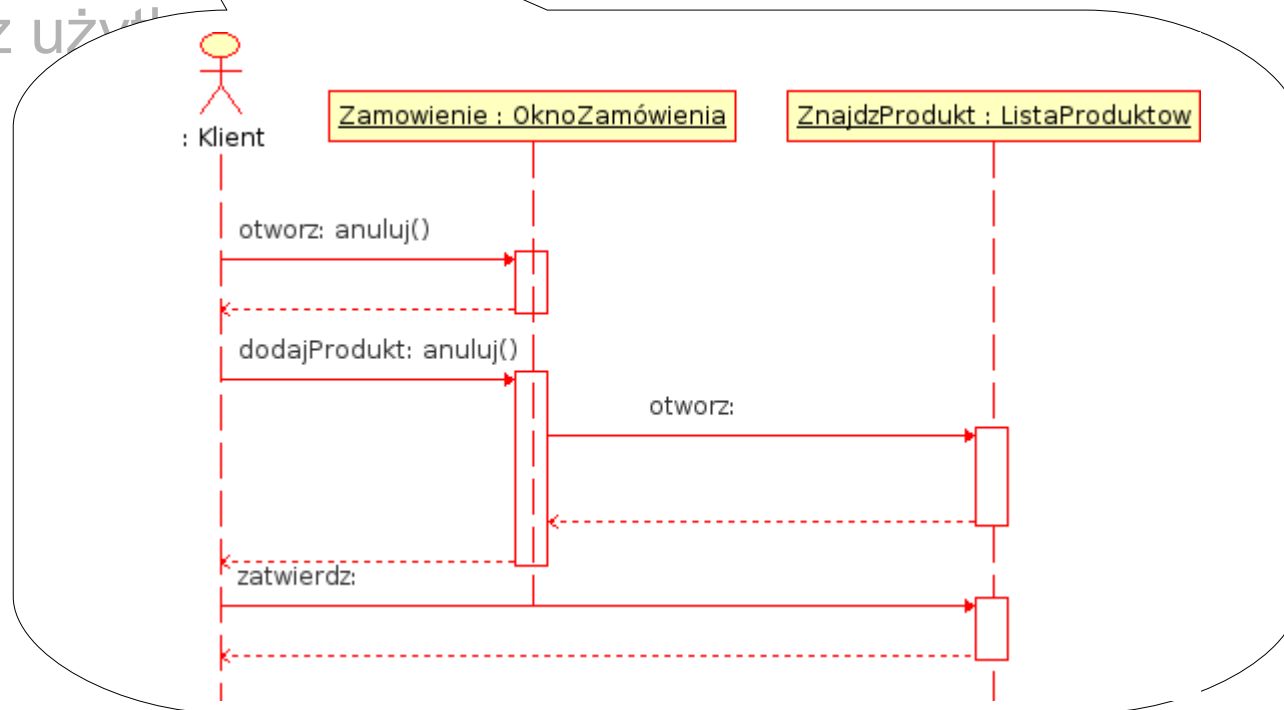 z
: Klient
Zamowienie : OknoZamówienia
ZnajdzProdukt : ListaProduktow
otworz: anuluj()
dodajProdukt: anuluj()
otworz:
zatwierdz: